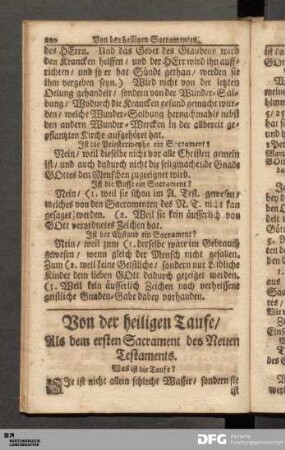 220 Von den heiligen Sacramenten.
des HErrn. Und das Gebet des Glaubens wird
den Krancken helffen / und der HErr wird ihn auff-
richten / und so er hat Sünde gethan / werden sie
ihm vergeben seyn.) Wird nicht von der letzten
Oelung gehandelt / sondern von der Wunder-Sal-
bung / Wodurch die Krancken gesund gemacht wur-
den / welche Wunder-Salbung hernachmahls nebst
den andern Wunder-Wercken in der allbereit ge-
pflantzten Kirche auffgehöret hat.
Ist die Priesterweyhe ein Sacrament?
Nein / weil dieselbe nicht vor alle Christen gemein
ist / und auch dadurch nicht die seligmachende Gnade
GOttes den Menschen zugeeignet wird.
Ist die Busse ein Sacrament?
Nein / (1. weil sie schon im A. Test. gewesen /
welches von den Sacramenten des N. T. nicht kan
gesaget werden. (2. Weil sie kein äusserlich von
GOtt verordnetes Zeichen hat.
Ist der Ehstand ein Sacrament?
Nein / weil zum (1. derselbe wäre im Gebrauch
gewesen / wenn gleich der Mensch nicht gefallen.
Zum (2. weil keine Geistliche / sondern nur Leibliche
Kinder dem lieben GOtt dadurch gezeiget werden.
(3. Weil kein äusserlich Zeichen noch verheissene
geistliche Gnaden-Gabe dabey vorhanden.
Von der heiligen Taufe /
Als dem ersten Sacrament des Neuen
Testaments.
Was ist die Taufe?
Sie ist nicht allein schlecht Wasser / sondern sie
ist
DFG Deutsche
Forschungsgemeinschaft